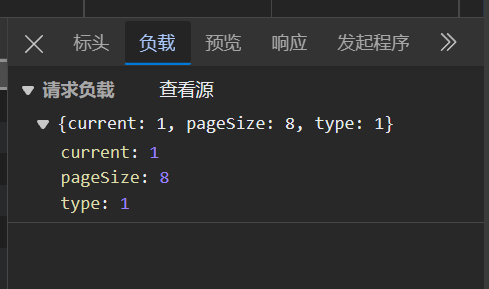 标头 负载 预览 响应 发起程序
请求负载 查看源
{current: 1, pageSize: 8, type: 1}
current: 1
pageSize: 8
type: 1